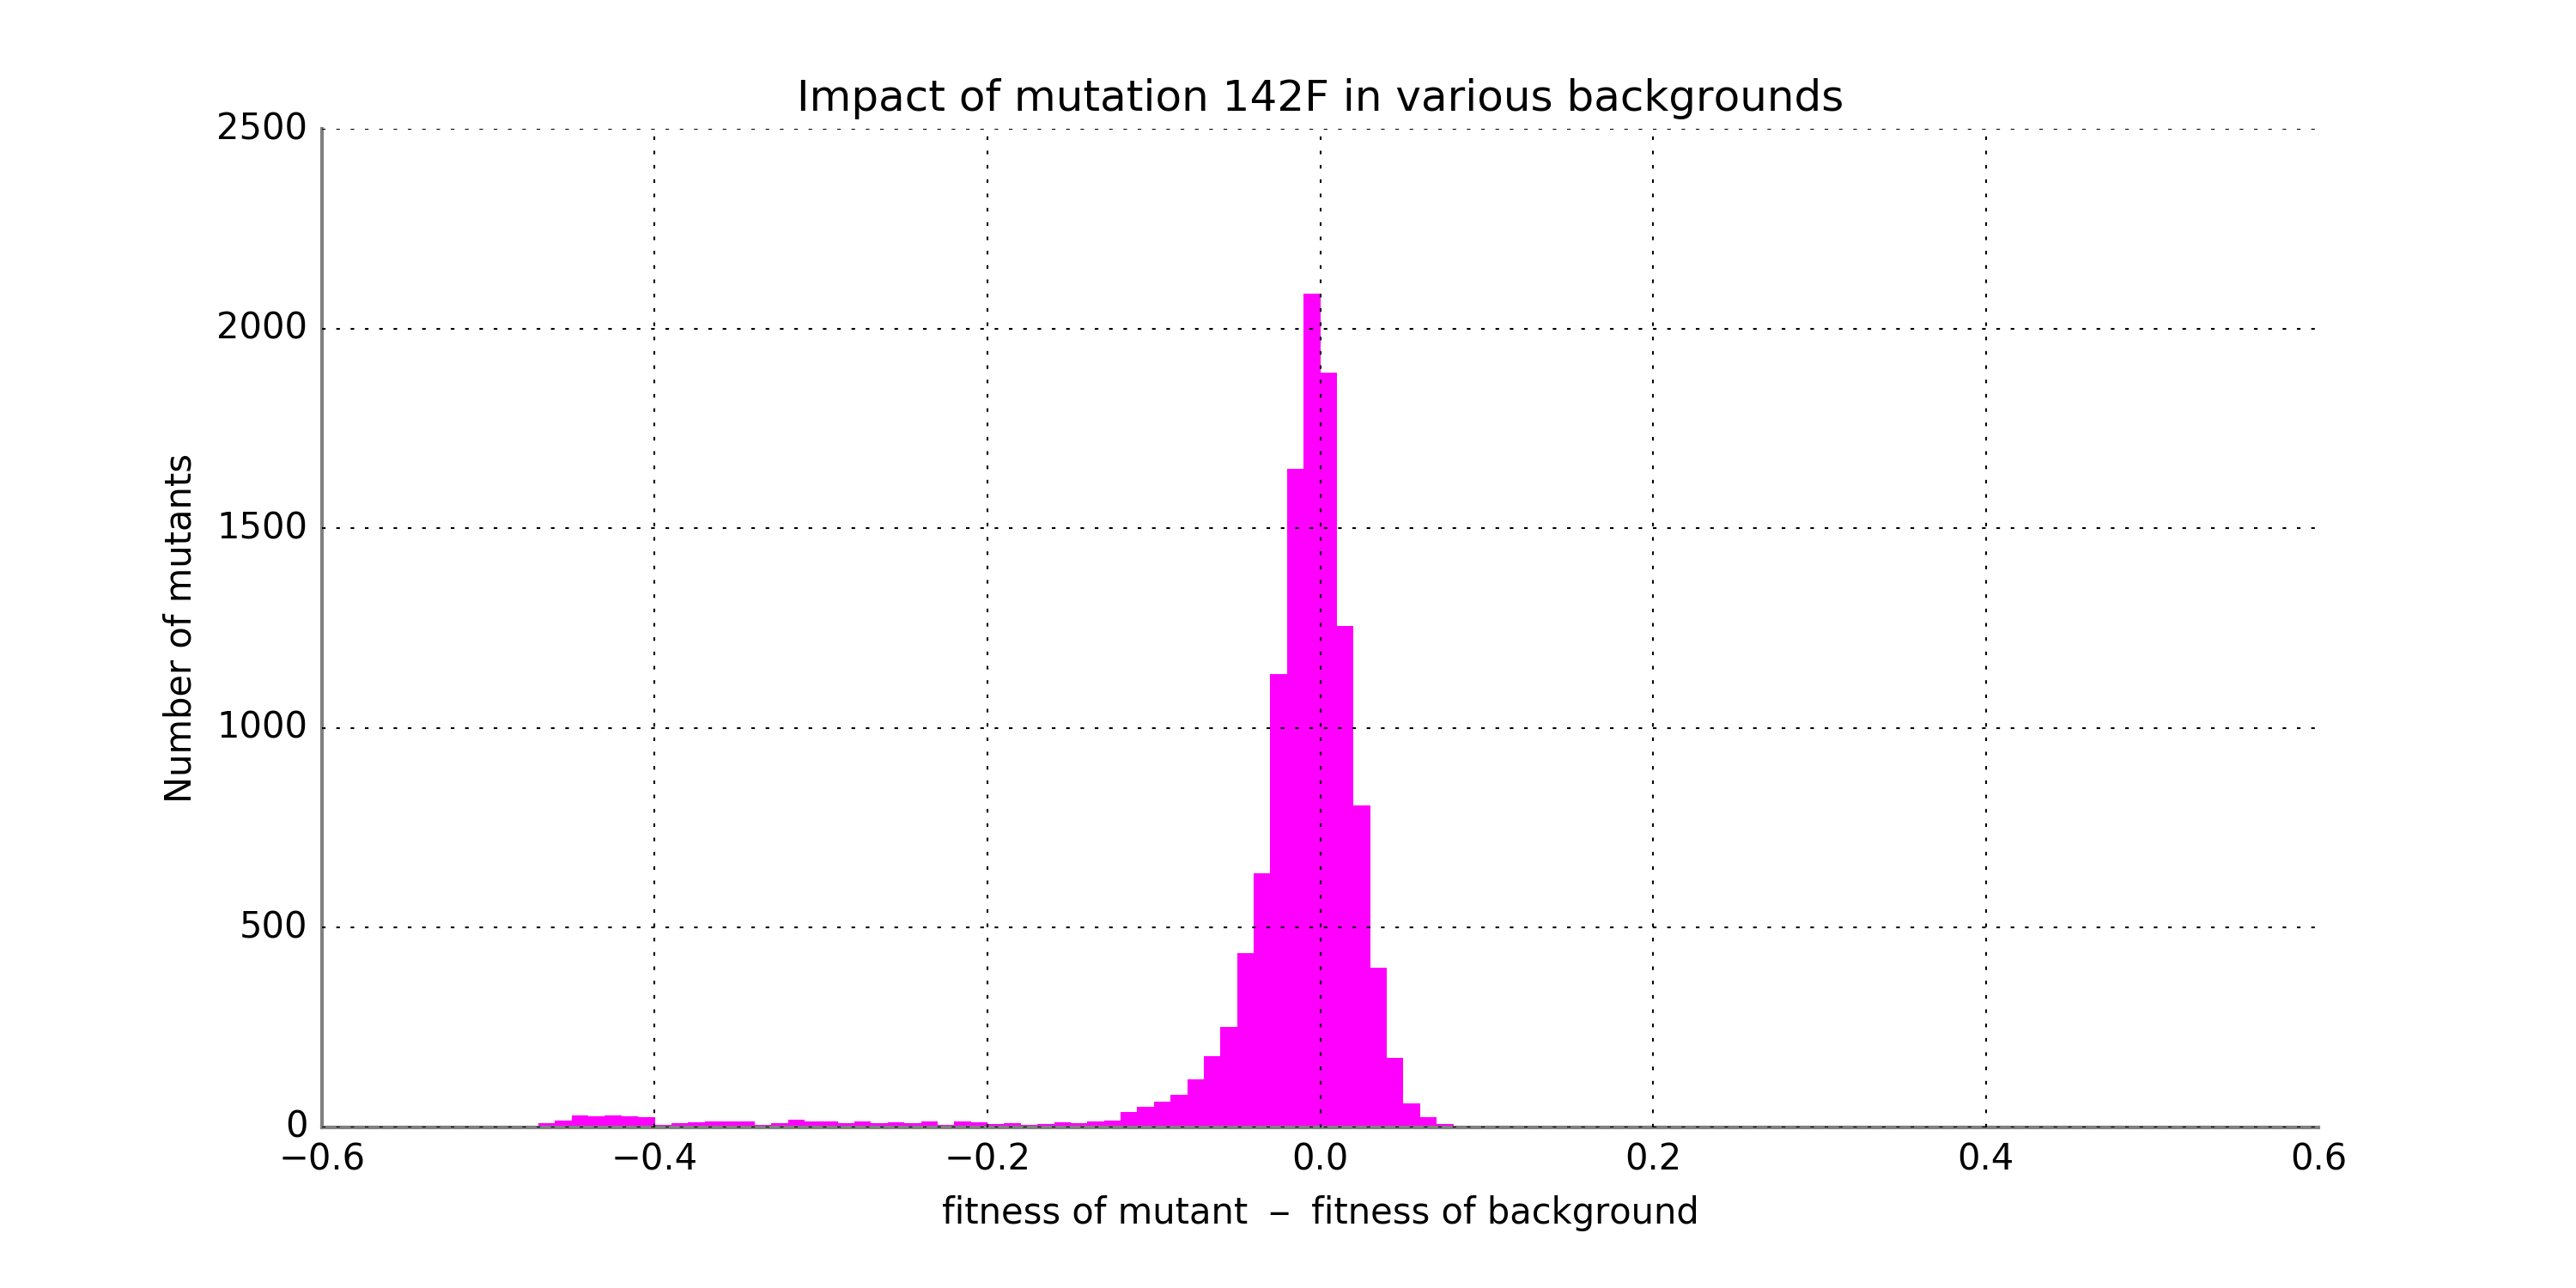 Impact of mutation 142F in various backgrounds
2500
2000
1500
1000
500
0
Number of mutants
−0.6 −0.4 −0.2 0.0 0.2 0.4 0.6
fitness of mutant − fitness of background